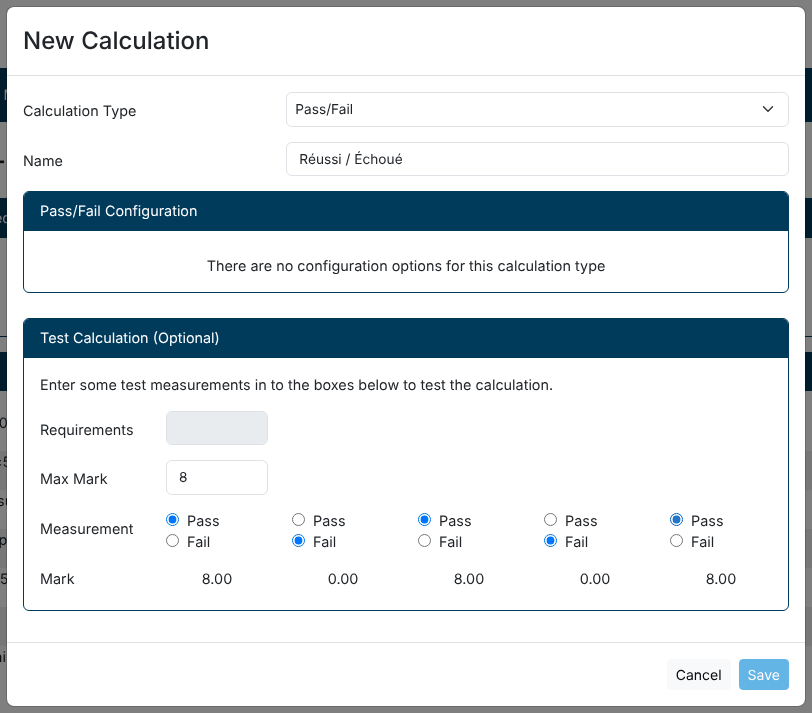 New Calculation
Calculation Type Pass/Fail
Name Réussi / Échoué
Pass/Fail Configuration
There are no configuration options for this calculation type
Test Calculation (Optional)
Enter some test measurements in to the boxes below to test the calculation.
Requirements
Max Mark 8
Measurement
Pass Pass Pass Pass Pass
Fail Fail Fail Fail Fail
Mark 8.00 0.00 8.00 0.00 8.00
Cancel Save